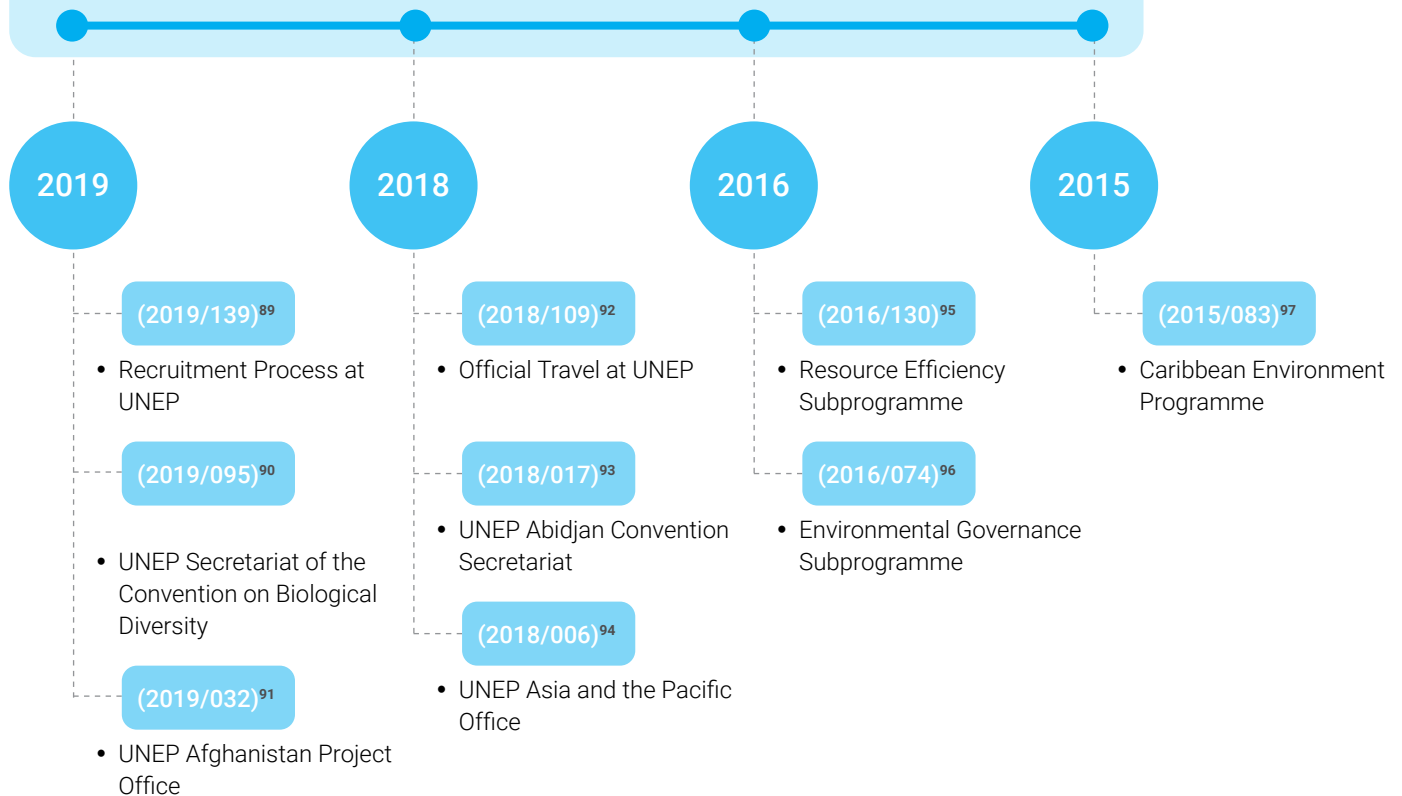 2019
(2019/139)89
• Recruitment Process at
UNEP
(2019/095)90
• UNEP Secretariat of the
Convention on Biological
Diversity
(2019/032)91
• UNEP Afghanistan Project
Office
2018
(2018/109)92
• Official Travel at UNEP
(2018/017)93
• UNEP Abidjan Convention
Secretariat
(2018/006)94
• UNEP Asia and the Pacific
Office
2016
(2016/130)95
• Resource Efficiency
Subprogramme
(2016/074)96
• Environmental Governance
Subprogramme
2015
(2015/083)97
• Caribbean Environment
Programme